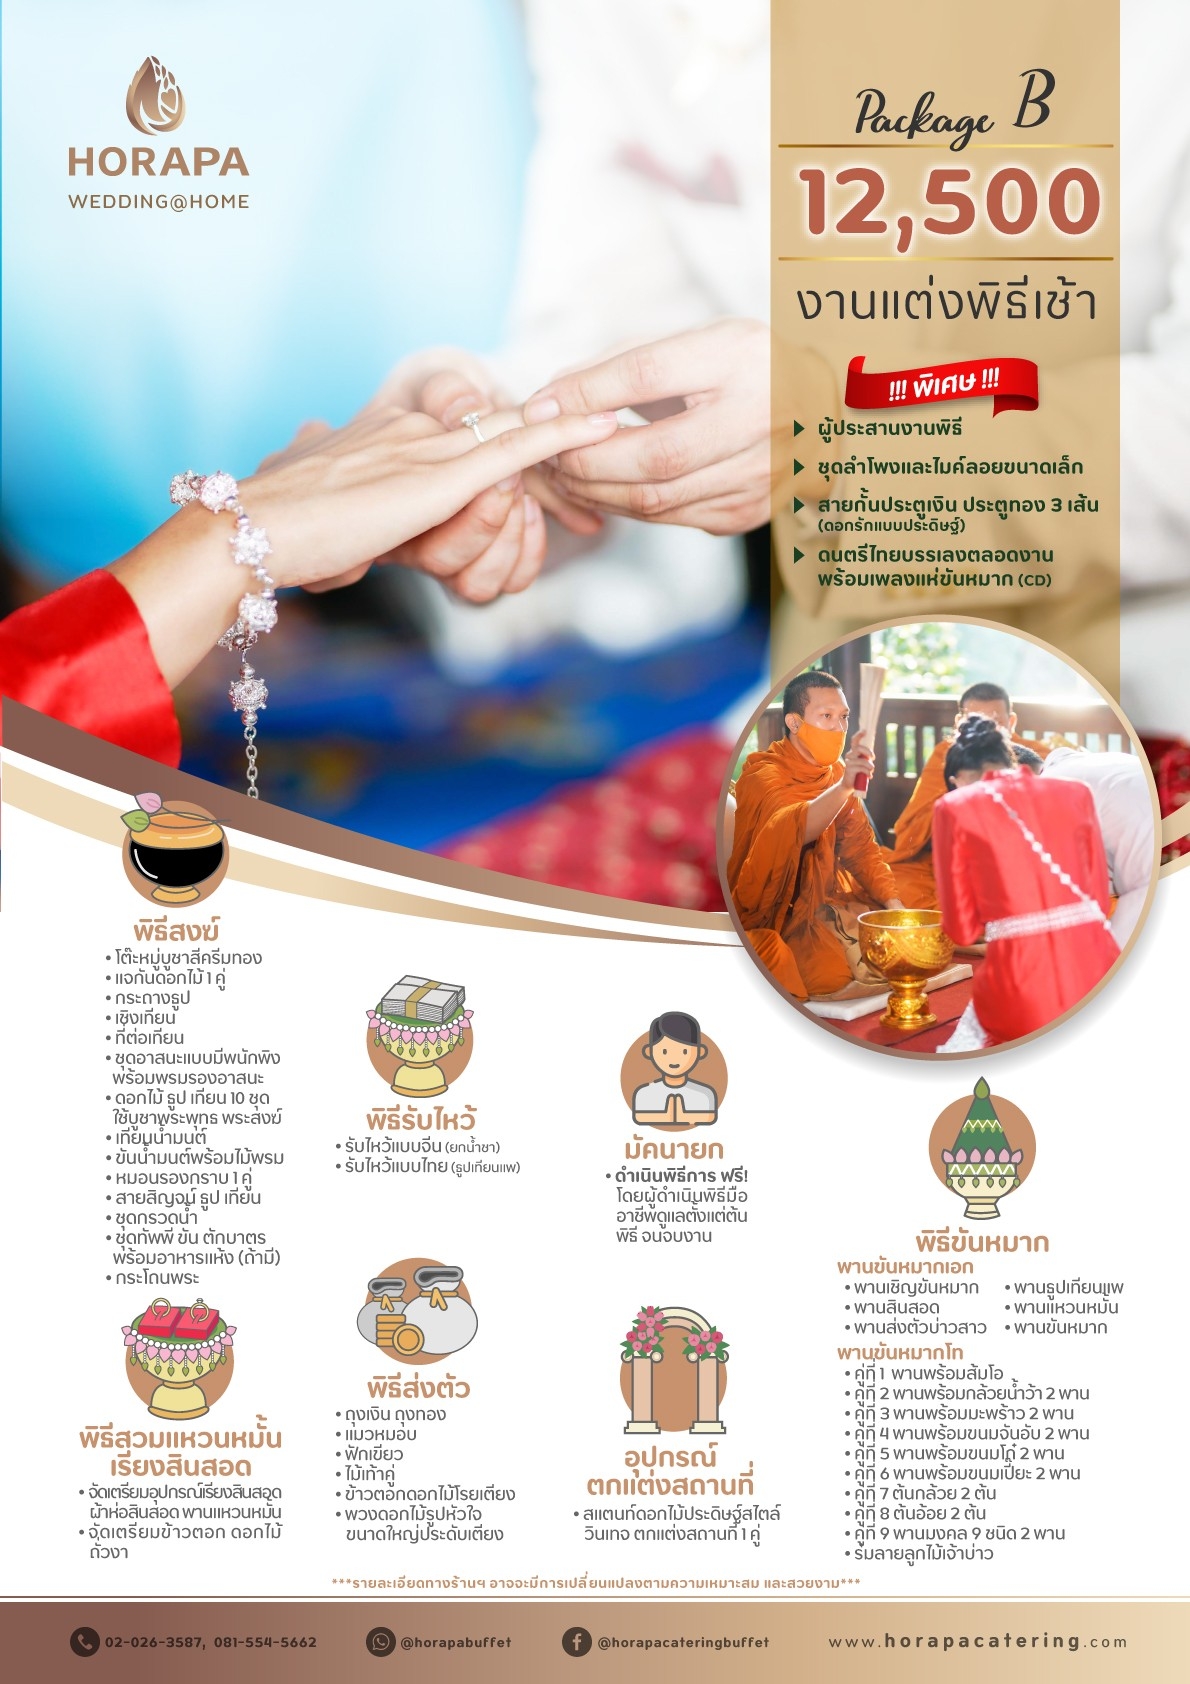 HORAPA
WEDDING@HOME
Package B
12,500
งานแต่งพิธีเช้า
!!! พิเศษ !!!
ผู้ประสานงานพิธี
ชุดลำโพงและไมค์ลอยขนาดเล็ก
สายกั้นประตูเงิน ประตูทอง 3 เส้น
(ดอกรักแบบประดิษฐ์)
ดนตรีไทยบรรเลงตลอดงาน
พร้อมเพลงแห่ขันหมาก (CD)
พิธีสงฆ์
• โต๊ะหมู่บูชาสีครีมทอง
• แจกันดอกไม้ 1 คู่
• กระถางธูป
• เชิงเทียน
• ที่ต่อเทียน
• ชุดอาสนะแบบมีพนักพิง
พร้อมพรมรองอาสนะ
• ดอกไม้ ธูป เทียน 10 ชุด
ใช้บูชาพระพุทธ พระสงฆ์
• เทียนน้ำมนต์
• ขันน้ำมนต์พร้อมไม้พรม
• หมอนรองกราบ 1 คู่
• สายสิญจน์ ธูป เทียน
• ชุดกรวดน้ำ
• ชุดทัพพี ขัน ตักบาตร
พร้อมอาหารแห้ง (ถ้ามี)
• กระโถนพระ
พิธีรับไหว้
• รับไหว้แบบจีน (ยกน้ำชา)
• รับไหว้แบบไทย (ธูปเทียนแพ)
มัคนายก
• ดำเนินพิธีการ ฟรี!
โดยผู้ดำเนินพิธีมือ
อาชีพดูแลตั้งแต่ต้น
พิธี จนจบงาน
พิธีขันหมาก
พานขันหมากเอก
• พานเชิญขันหมาก
• พานสินสอด
• พานส่งตัวบ่าวสาว
• พานธูปเทียนแพ
• พานแหวนหมั้น
• พานขันหมาก
พานขันหมากโท
• คู่ที่ 1 พานพร้อมส้มโอ
• คู่ที่ 2 พานพร้อมกล้วยน้ำว้า 2 พาน
• คู่ที่ 3 พานพร้อมมะพร้าว 2 พาน
• คู่ที่ 4 พานพร้อมขนมจันอับ 2 พาน
• คู่ที่ 5 พานพร้อมขนมโก๋ 2 พาน
• คู่ที่ 6 พานพร้อมขนมเปี๊ยะ 2 พาน
• คู่ที่ 7 ต้นกล้วย 2 ต้น
• คู่ที่ 8 ต้นอ้อย 2 ต้น
• คู่ที่ 9 พานมงคล 9 ชนิด 2 พาน
• ร่มลายลูกไม้เจ้าบ่าว
พิธีสวมแหวนหมั้น
เรียงสินสอด
• จัดเตรียมอุปกรณ์เรียงสินสอด
ผ้าห่อสินสอด พานแหวนหมั้น
• จัดเตรียมข้าวตอก ดอกไม้
ถั่วงา
พิธีส่งตัว
• ถุงเงิน ถุงทอง
• แมวหมอบ
• ฟักเขียว
• ไม้เท้าคู่
• ข้าวตอกดอกไม้โรยเตียง
• พวงดอกไม้รูปหัวใจ
ขนาดใหญ่ประดับเตียง
อุปกรณ์
ตกแต่งสถานที่
• สแตนท์ดอกไม้ประดิษฐ์สไตล์
วินเทจ ตกแต่งสถานที่ 1 คู่
***รายละเอียดทางร้านฯ อาจจะมีการเปลี่ยนแปลงตามความเหมาะสม และสวยงาม***
02-026-3587, 081-554-5662
@horapabuffet
@horapacateringbuffet
www.horapacatering.com